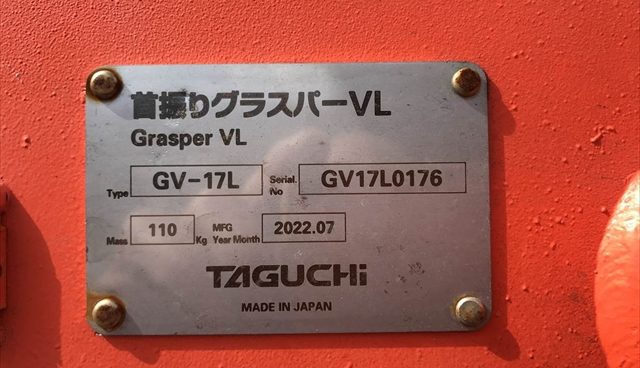 首振りグラスパーVL
Grasper VL
Type GV-17L Serial. No GV17L0176
Mass 110 Kg MFG Year Month 2022.07
TAGUCHi
MADE IN JAPAN